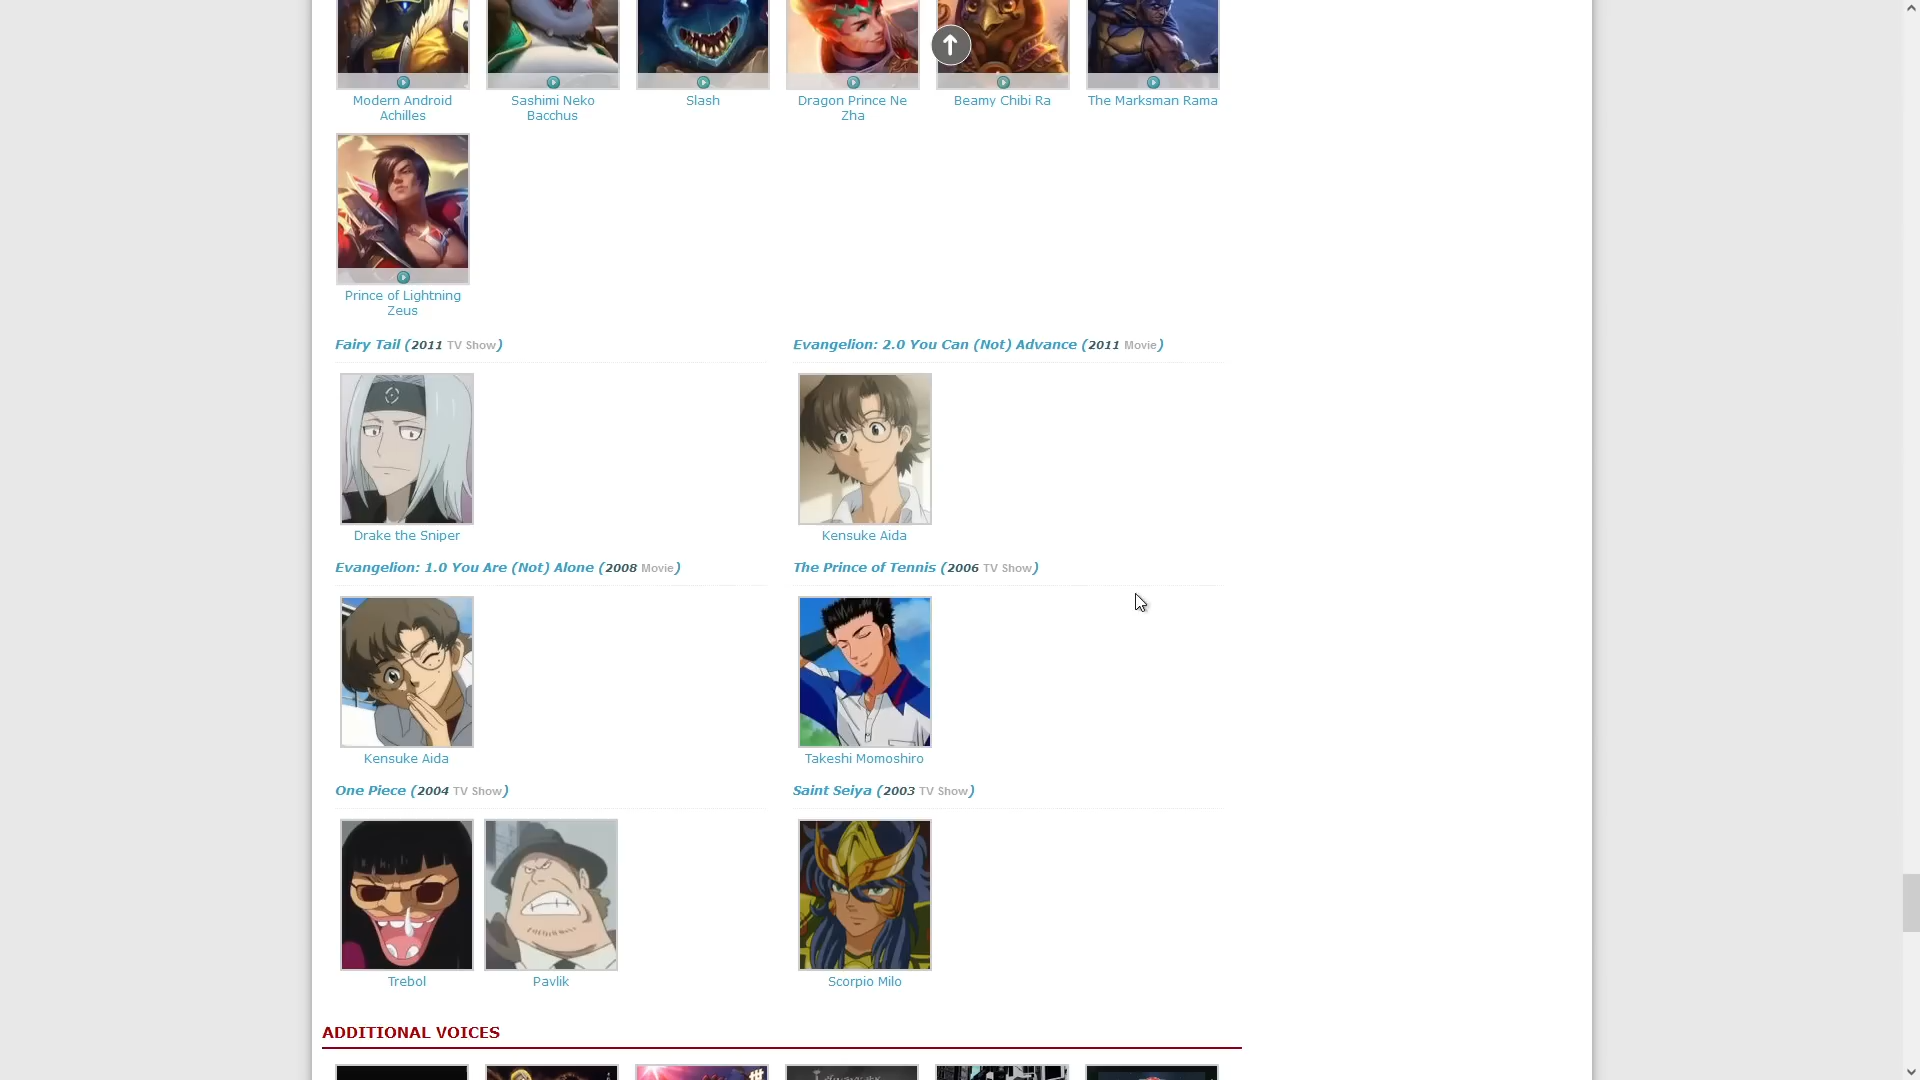 Modern Android
Achilles
Sashimi Neko
Bacchus
Slash
Dragon Prince Ne
Zha
Beamy Chibi Ra
The Marksman Rama
Prince of Lightning
Zeus
Fairy Tail (2011 TV Show)
Evangelion: 2.0 You Can (Not) Advance (2011 Movie)
Drake the Sniper
Kensuke Aida
Evangelion: 1.0 You Are (Not) Alone (2008 Movie)
The Prince of Tennis (2006 TV Show)
Kensuke Aida
Takeshi Momoshiro
One Piece (2004 TV Show)
Saint Seiya (2003 TV Show)
Trebol
Pavlik
Scorpio Milo
ADDITIONAL VOICES